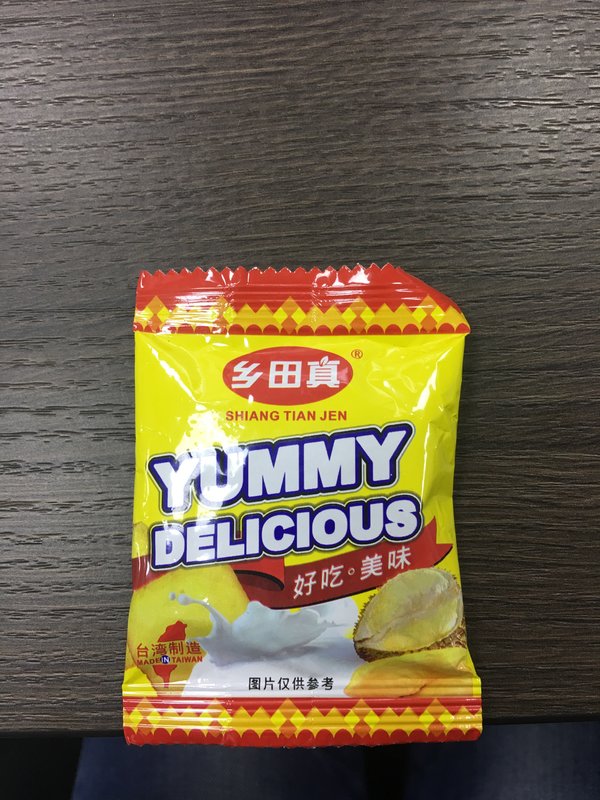 乡田真®
SHIANG TIAN JEN
YUMMY
DELICIOUS
好吃。美味
台湾制造
MADE IN TAIWAN
图片仅供参考